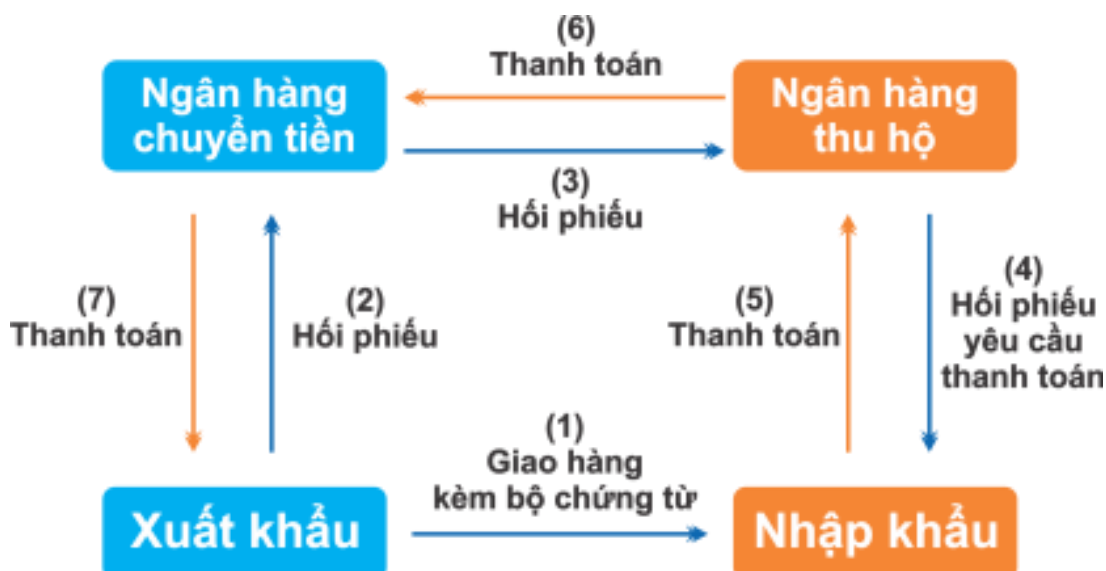 (6)
Thanh toán
Ngân hàng
chuyển tiền
Ngân hàng
thu hộ
(3)
Hối phiếu
(7)
Thanh toán
(2)
Hối phiếu
(5)
Thanh toán
(4)
Hối phiếu
yêu cầu
thanh toán
(1)
Giao hàng
kèm bộ chứng từ
Xuất khẩu
Nhập khẩu